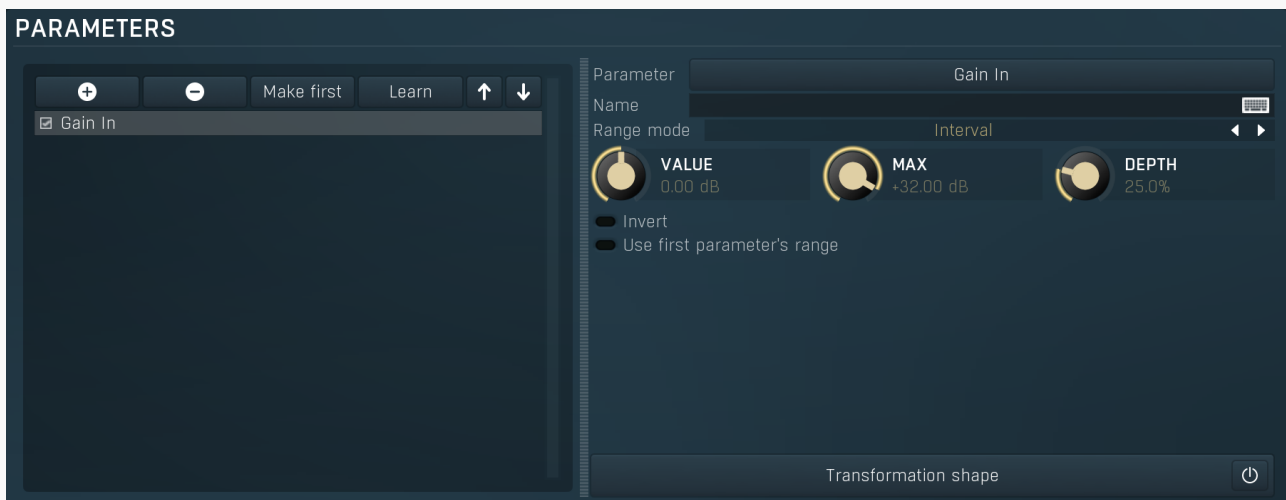 PARAMETERS
Make first
Learn
Gain In
Parameter
Gain In
Name
Range mode
Interval
VALUE
0.00 dB
MAX
+32.00 dB
DEPTH
25.0%
Invert
Use first parameter's range
Transformation shape